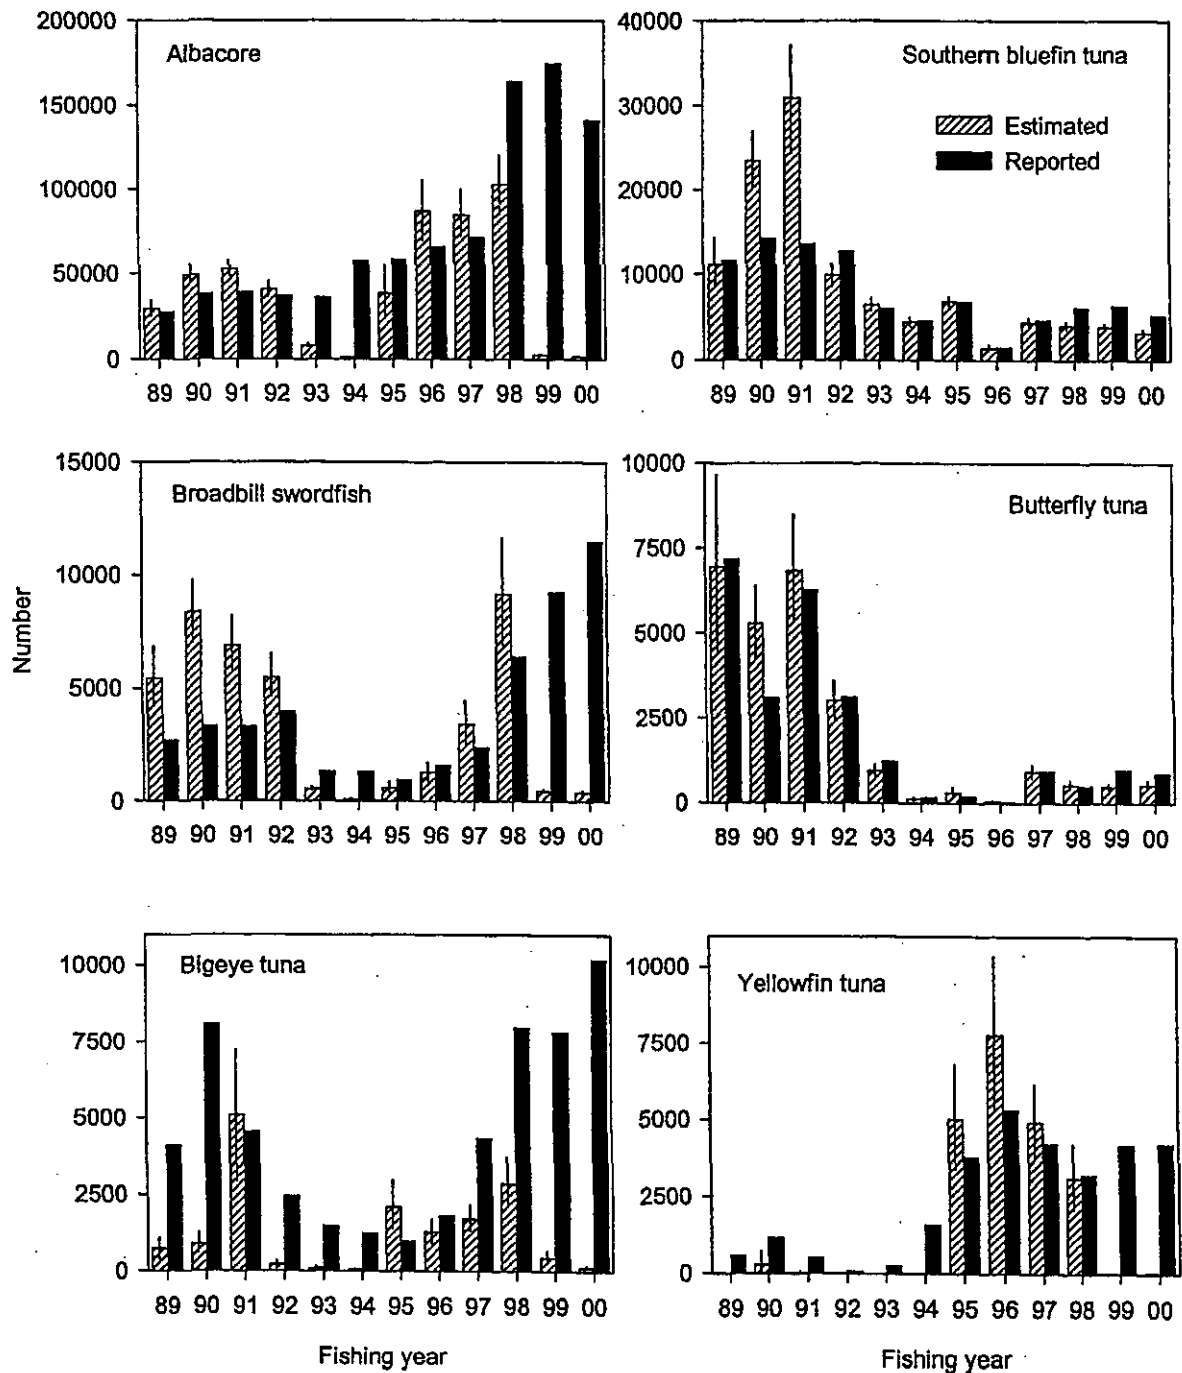 Albacore
200000
150000
100000
50000
0
89 90 91 92 93 94 95 96 97 98 99 00
Southern bluefin tuna
Estimated
Reported
40000
30000
20000
10000
0
89 90 91 92 93 94 95 96 97 98 99 00
Number
Broadbill swordfish
15000
10000
5000
0
89 90 91 92 93 94 95 96 97 98 99 00
Butterfly tuna
10000
7500
5000
2500
0
89 90 91 92 93 94 95 96 97 98 99 00
Bigeye tuna
10000
7500
5000
2500
0
89 90 91 92 93 94 95 96 97 98 99 00
Fishing year
Yellowfin tuna
10000
7500
5000
2500
0
89 90 91 92 93 94 95 96 97 98 99 00
Fishing year